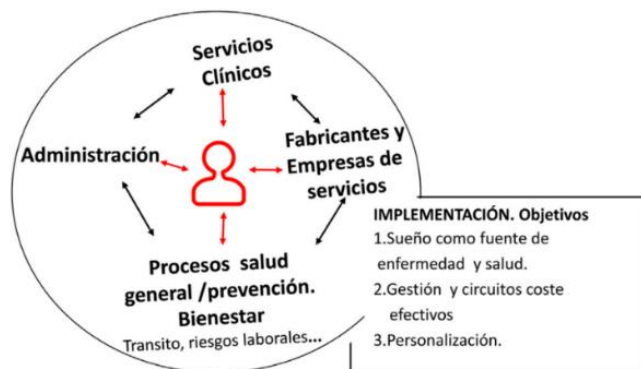 Servicios
Clínicos
Administración
Fabricantes y
Empresas de
servicios
Procesos salud
general /prevención.
Bienestar
Transito, riesgos laborales...
IMPLEMENTACIÓN. Objetivos
1.Sueño como fuente de
enfermedad y salud.
2.Gestión y circuitos coste
efectivos
3.Personalización.